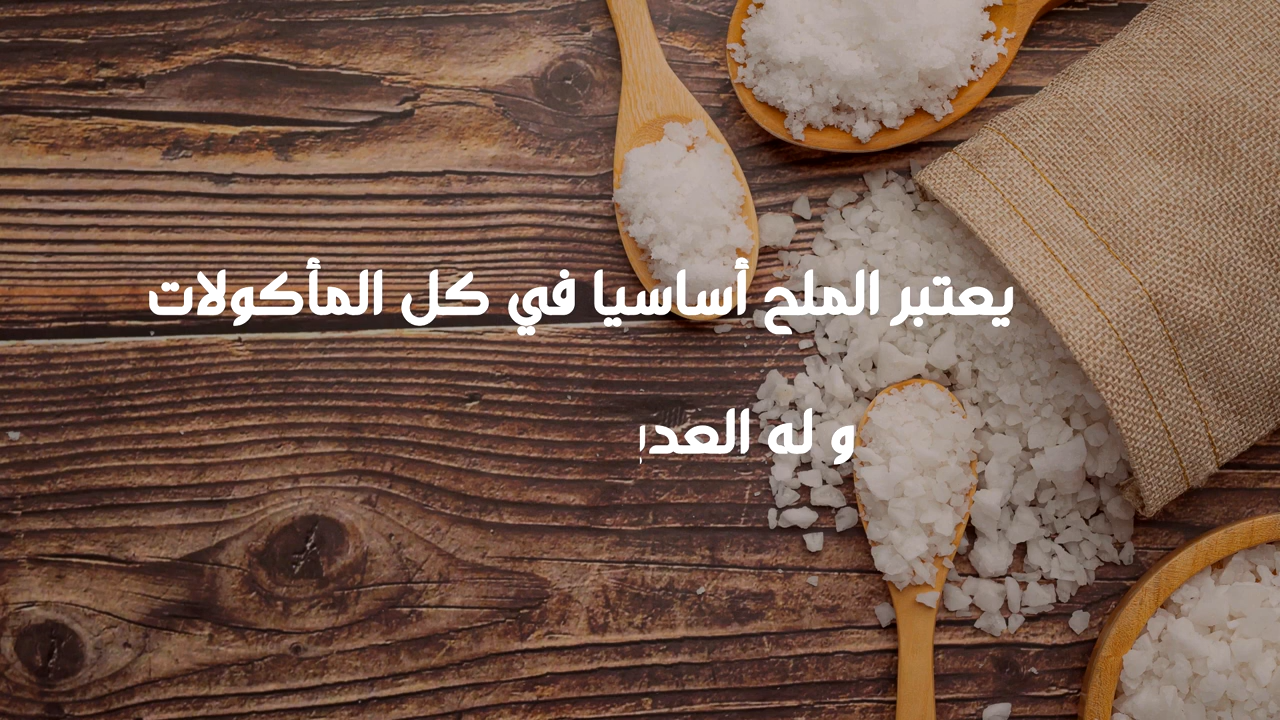 يعتبر الملح أساسيا في كل المأكولات
و له